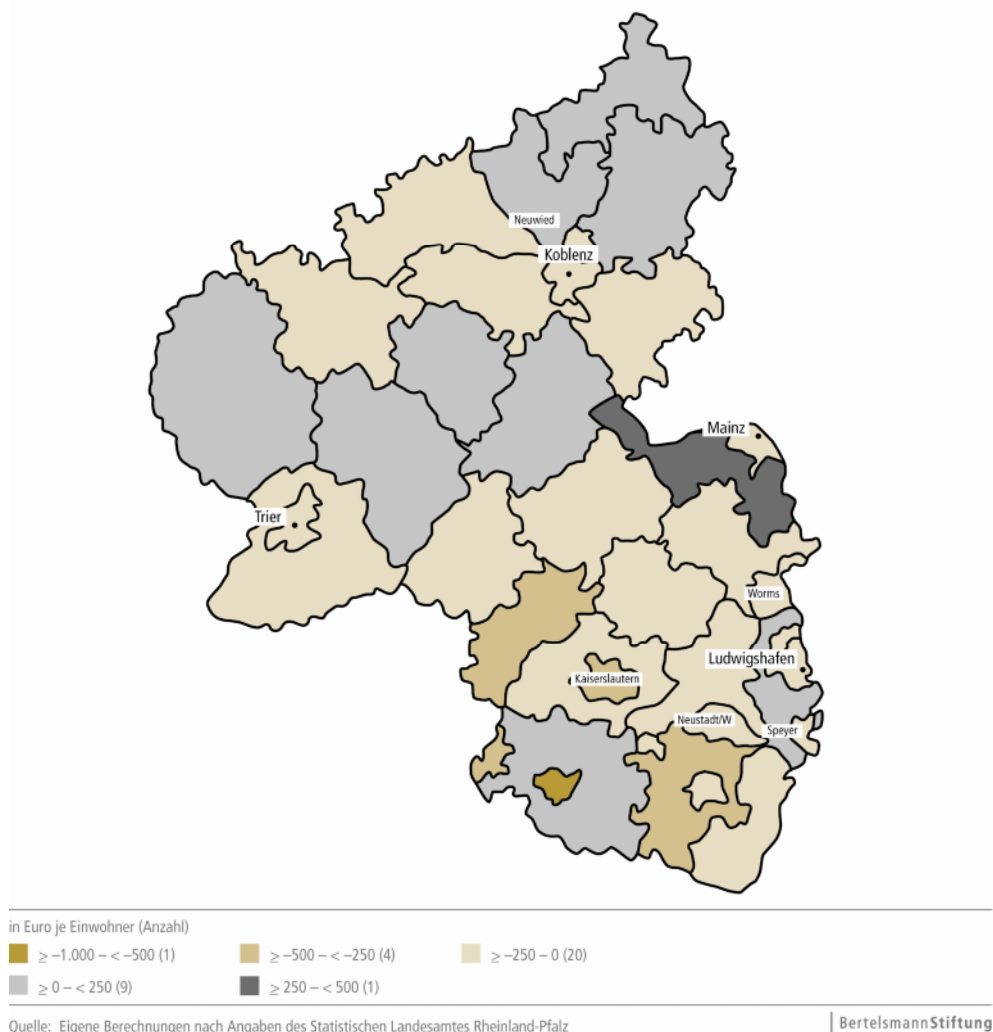 Neuwied
Koblenz
Mainz
Trier
Worms
Ludwigshafen
Kaiserslautern
Neustadt/W
Speyer
in Euro je Einwohner (Anzahl)
≥ –1.000 – < –500 (1) ≥ –500 – < –250 (4) ≥ –250 – 0 (20)
≥ 0 – < 250 (9) ≥ 250 – < 500 (1)
Quelle: Eigene Berechnungen nach Angaben des Statistischen Landesamtes Rheinland-Pfalz
BertelsmannStiftung